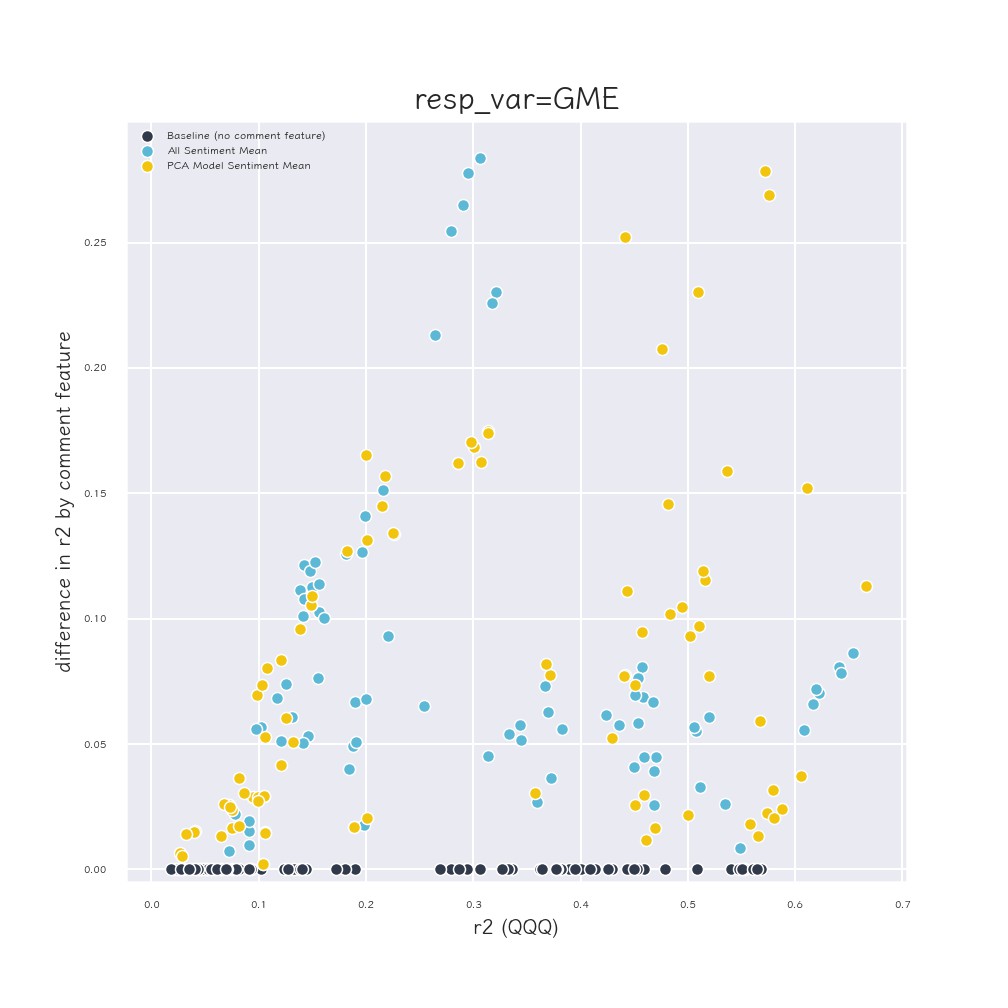 resp_var=GME
Baseline (no comment feature)
All Sentiment Mean
PCA Model Sentiment Mean
difference in r2 by comment feature
0.25
0.20
0.15
0.10
0.05
0.00
0.0 0.1 0.2 0.3 0.4 0.5 0.6 0.7
r2 (QQQ)